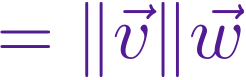 = ‖v⃗‖w⃗